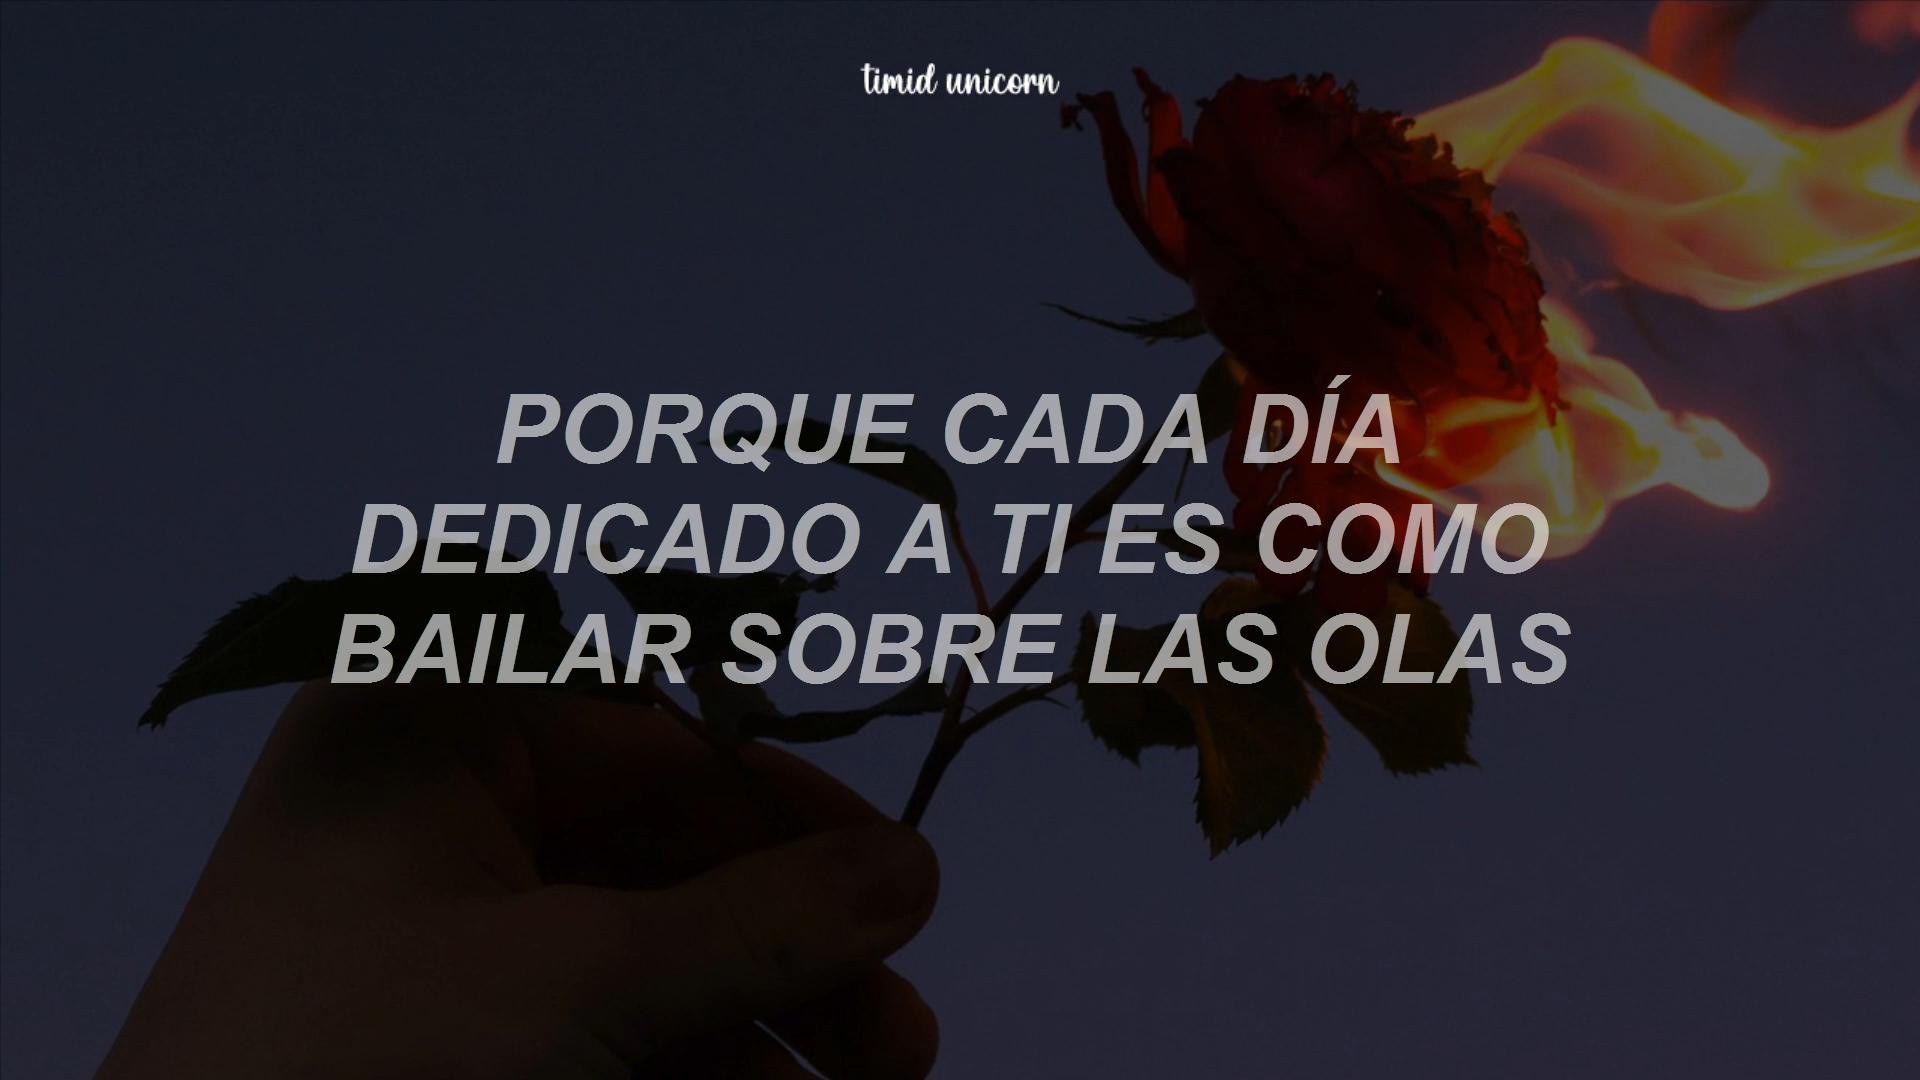 timid unicorn
PORQUE CADA DÍA
DEDICADO A TI ES COMO
BAILAR SOBRE LAS OLAS